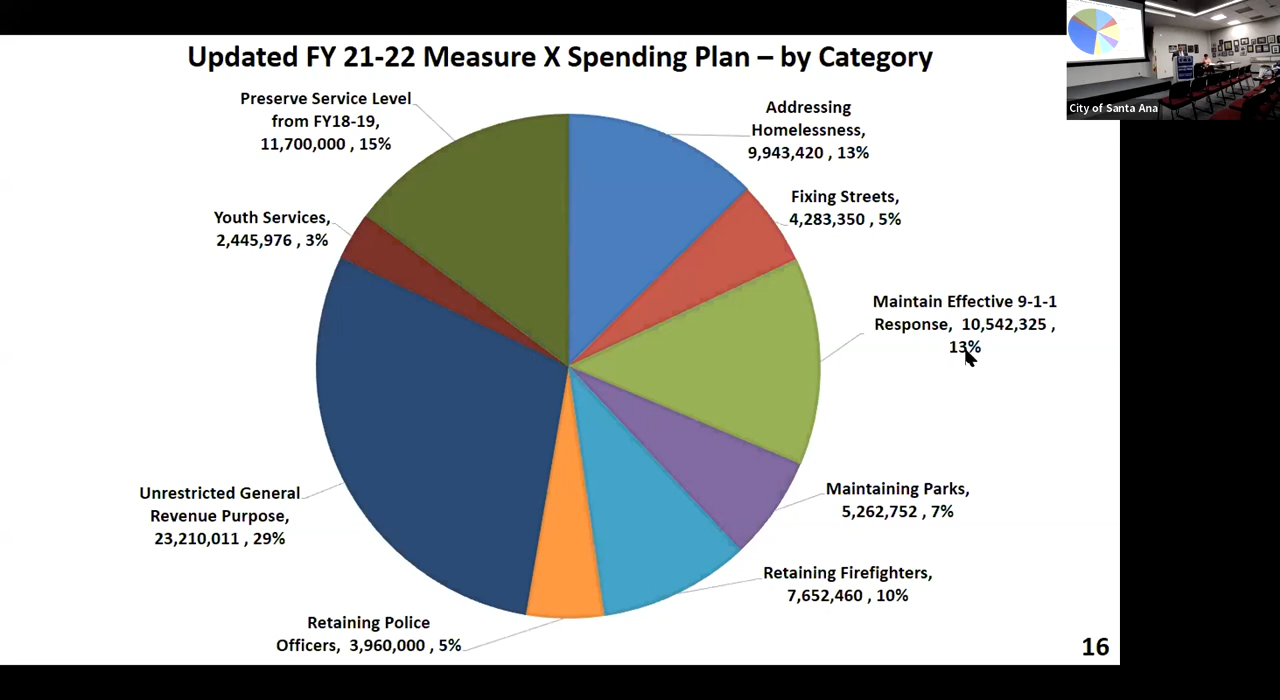 Updated FY 21-22 Measure X Spending Plan – by Category
City of Santa Ana
Preserve Service Level
from FY18-19,
11,700,000 , 15%
Addressing
Homelessness,
9,943,420 , 13%
Fixing Streets,
4,283,350 , 5%
Youth Services,
2,445,976 , 3%
Maintain Effective 9-1-1
Response,  10,542,325 ,
13%
Unrestricted General
Revenue Purpose,
23,210,011 , 29%
Maintaining Parks,
5,262,752 , 7%
Retaining Firefighters,
7,652,460 , 10%
Retaining Police
Officers,  3,960,000 , 5%
16